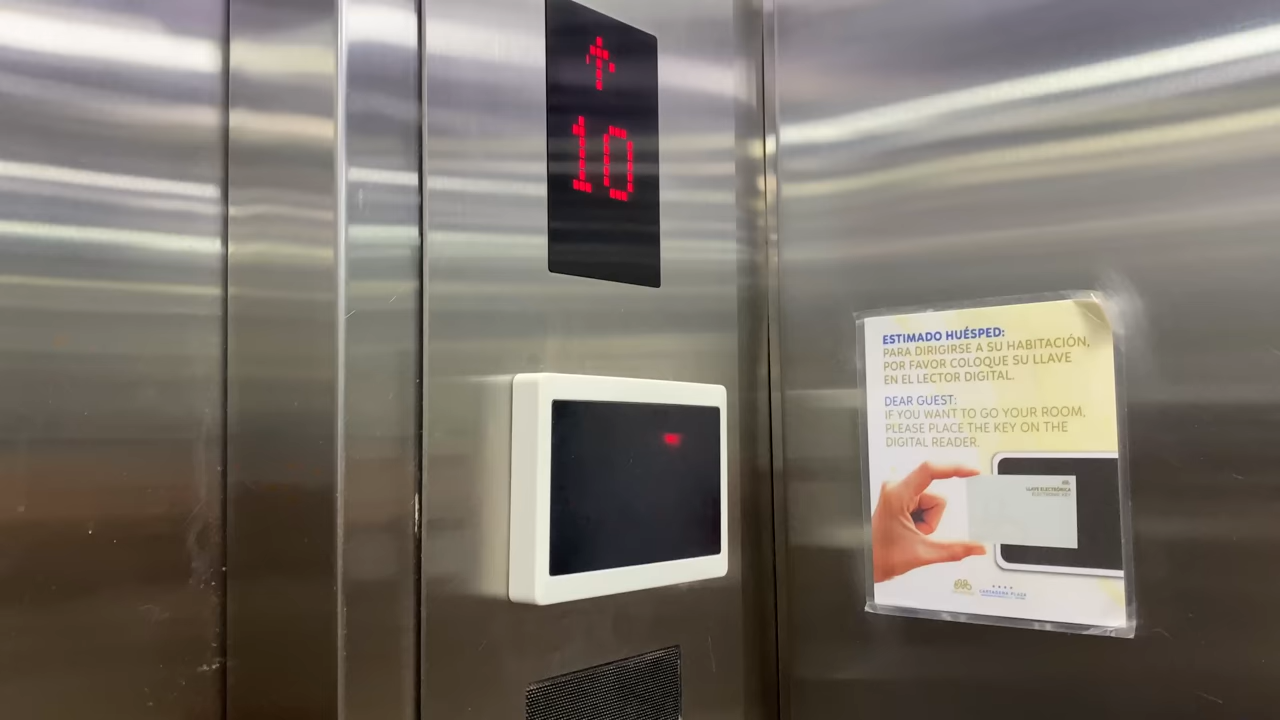 10
ESTIMADO HUÉSPED:
PARA DIRIGIRSE A SU HABITACIÓN,
POR FAVOR COLOQUE SU LLAVE
EN EL LECTOR DIGITAL.
DEAR GUEST:
IF YOU WANT TO GO YOUR ROOM,
PLEASE PLACE THE KEY ON THE
DIGITAL READER.
LLAVE ELECTRÓNICA
ELECTRONIC KEY
CARTAGENA PLAZA